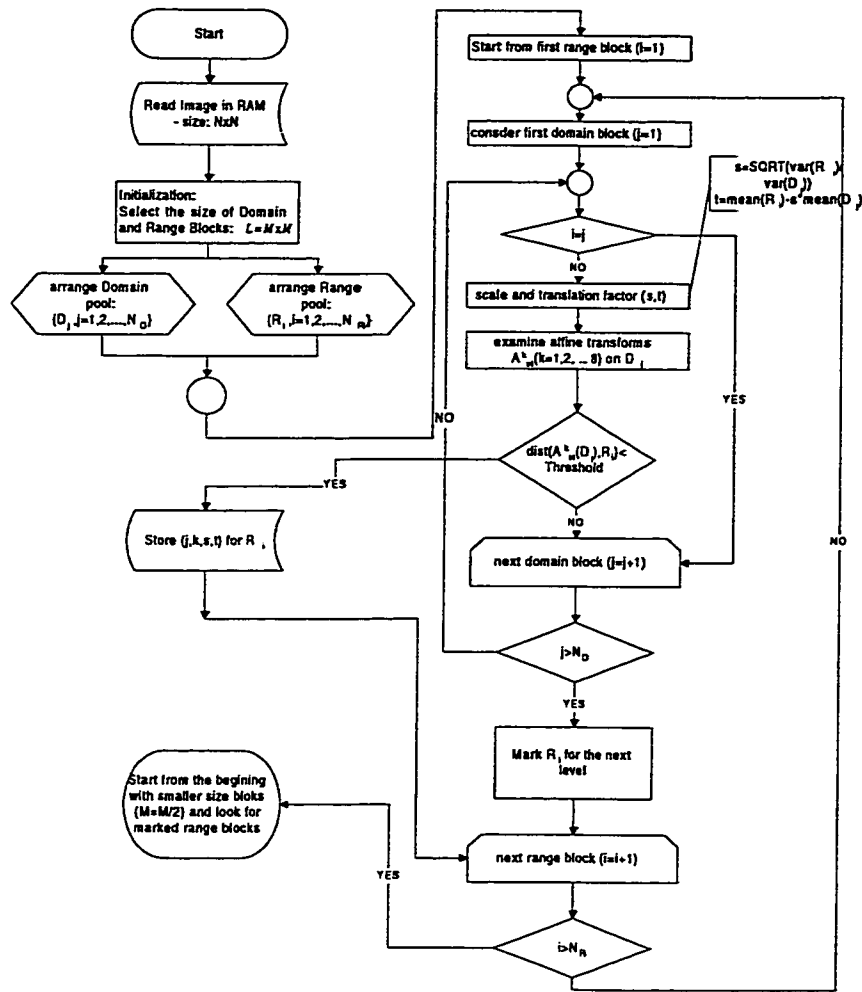 Start
Read Image in RAM
- size: NxN
Initialization:
Select the size of Domain
and Range Blocks: L=MxM
arrange Domain
pool:
{D j ,j=1,2,....,N D}
arrange Range
pool:
{R i ,i=1,2,....,N R}
Start from first range block (i=1)
consder first domain block (j=1)
s=SQRT(var(R i)/
var(D j))
t=mean(R i)-s*mean(D j)
i=j
NO
scale and translation factor (s,t)
examine affine transforms
A k st(k=1,2, ... 8) on D j
YES
NO
dist(A k st(D j),R i)<
Threshold
YES
NO
Store (j,k,s,t) for R i
next domain block (j=j+1)
NO
j>N D
YES
Mark R i for the next
level
Start from the begining
with smaller size bloks
(M=M/2) and look for
marked range blocks
next range block (i=i+1)
YES
i>N R